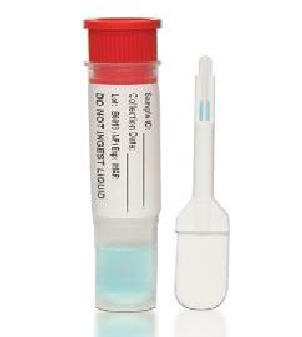 Sample ID:
Collection Date:
Lot:
DO NOT INGEST LIQUID